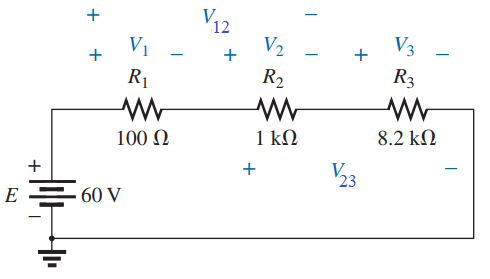 + V₁₂ −
+ V₁ − + V₂ − + V₃ −
R₁ R₂ R₃
100 Ω 1 kΩ 8.2 kΩ
+ V₂₃ −
+
E 60 V
−